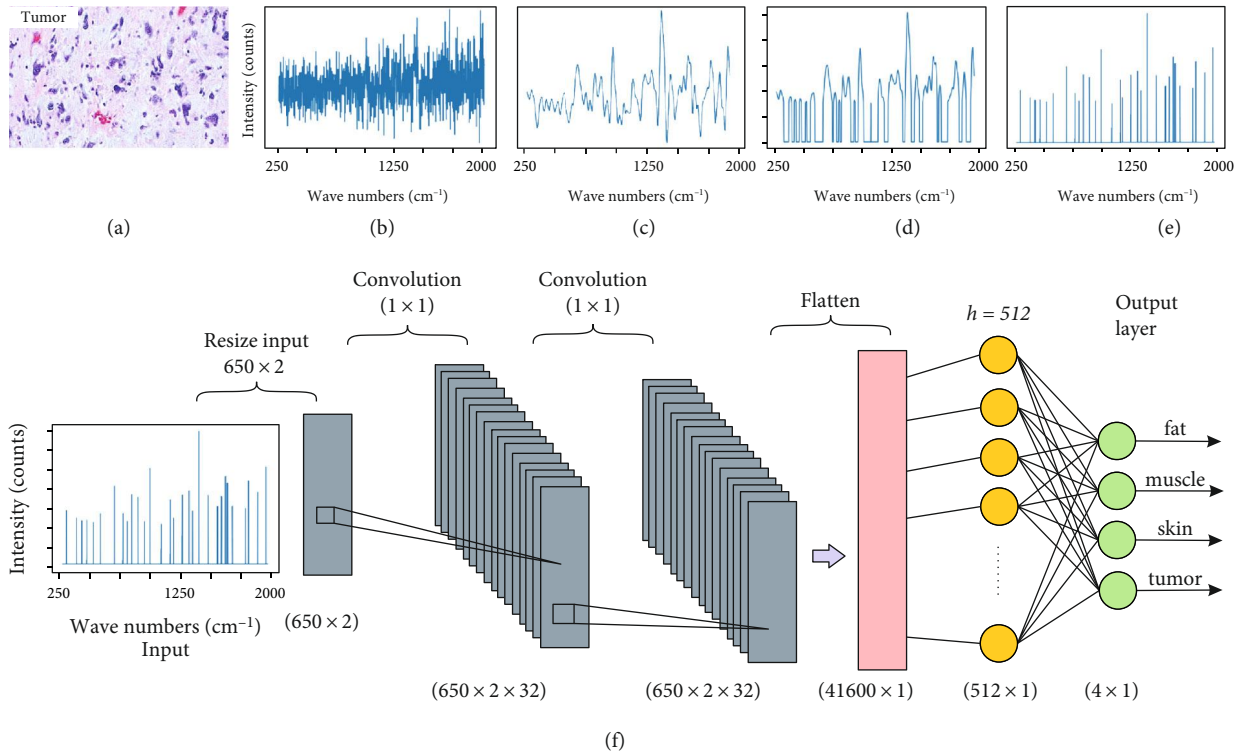 Tumor
Intensity (counts)
250
1250
2000
250
1250
2000
250
1250
2000
250
1250
2000
Wave numbers (cm⁻¹)
Wave numbers (cm⁻¹)
Wave numbers (cm⁻¹)
Wave numbers (cm⁻¹)
(a)
(b)
(c)
(d)
(e)
Convolution
(1 × 1)
Convolution
(1 × 1)
Flatten
h = 512
Output
layer
Resize input
650 × 2
Intensity (counts)
250
1250
2000
Wave numbers (cm⁻¹)
Input
(650 × 2)
fat
muscle
skin
tumor
(650 × 2 × 32)
(650 × 2 × 32)
(41600 × 1)
(512 × 1)
(4 × 1)
(f)